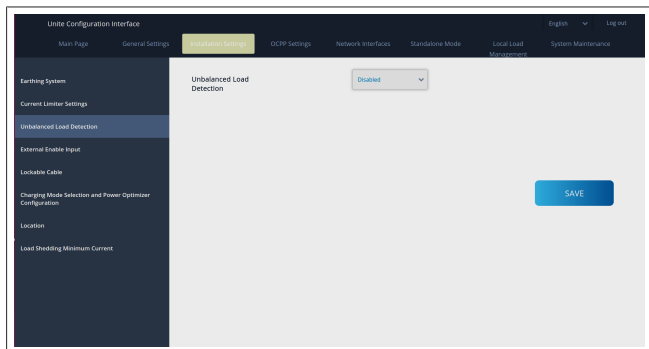 Unite Configuration Interface
English
Log out
Main Page
General Settings
Installation Settings
OCPP Settings
Network Interfaces
Standalone Mode
Local Load
Management
System Maintenance
Earthing System
Current Limiter Settings
Unbalanced Load Detection
External Enable Input
Lockable Cable
Charging Mode Selection and Power Optimizer
Configuration
Location
Load Shedding Minimum Current
Unbalanced Load
Detection
Disabled
SAVE